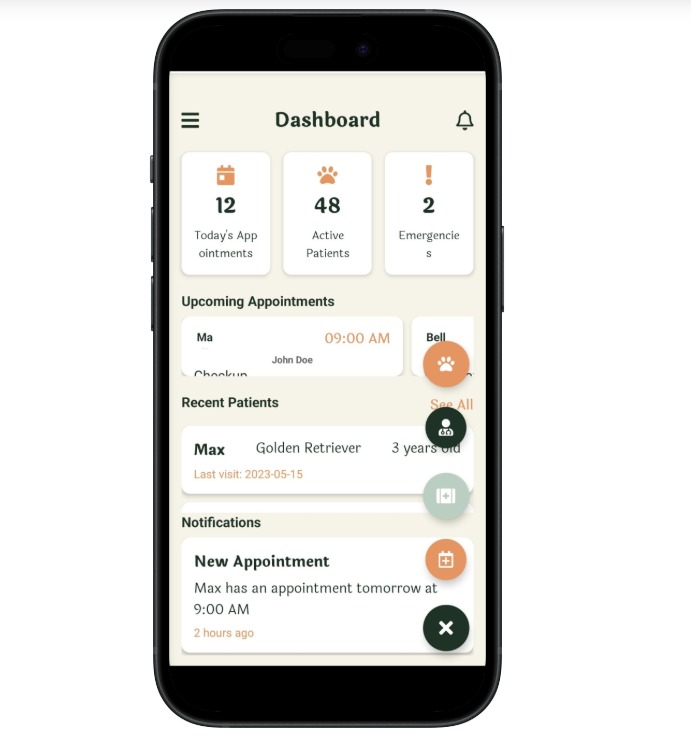 Dashboard
12
Today's App
ointments
48
Active
Patients
2
Emergencie
s
Upcoming Appointments
Ma
09:00 AM
John Doe
Checkup
Bell
Recent Patients
See All
Max
Golden Retriever
3 years old
Last visit: 2023-05-15
Notifications
New Appointment
Max has an appointment tomorrow at
9:00 AM
2 hours ago